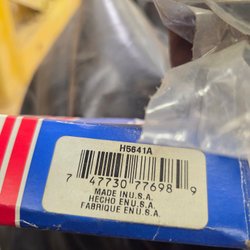 H5641A
7 47730 77698 9
MADE IN U.S.A.
HECHO EN U.S.A.
FABRIQUE EN U.S.A.